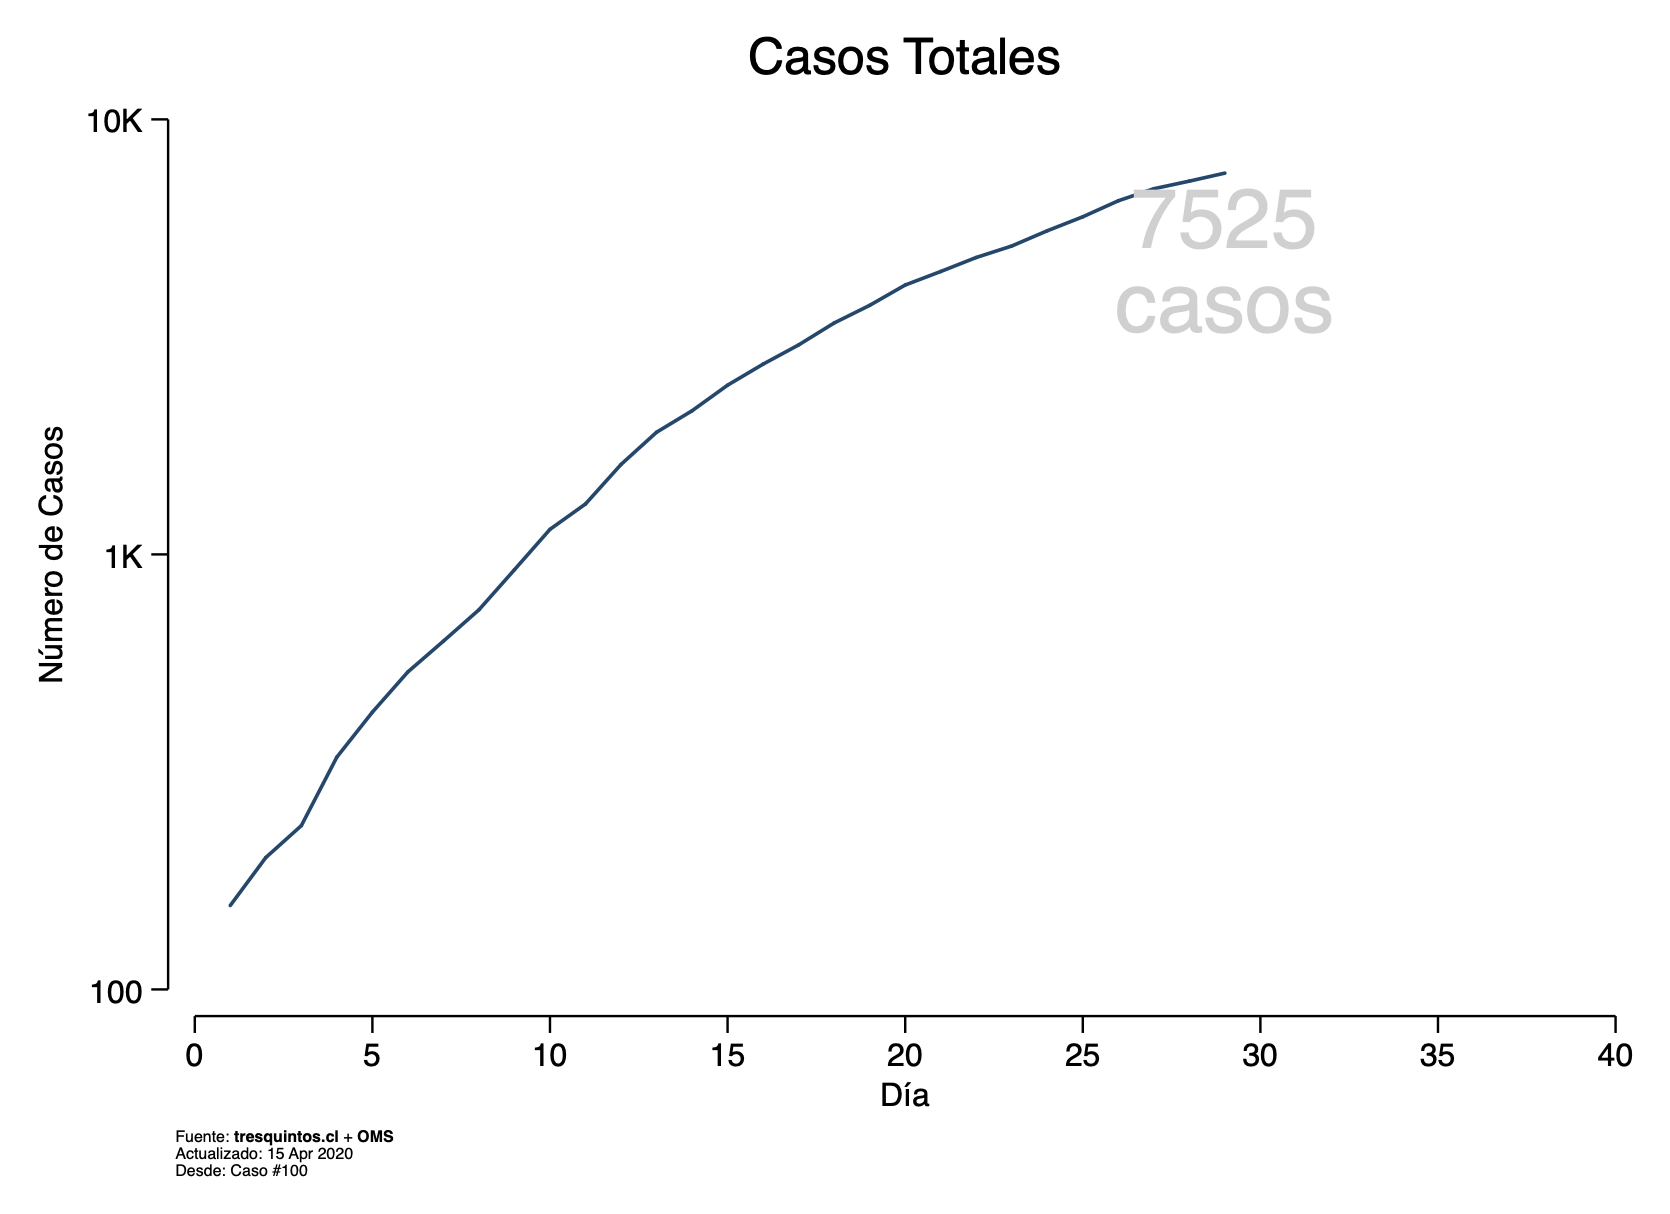 Casos Totales
10K
1K
100
Número de Casos
7525
casos
0 5 10 15 20 25 30 35 40
Día
Fuente: tresquintos.cl + OMS
Actualizado: 15 Apr 2020
Desde: Caso #100